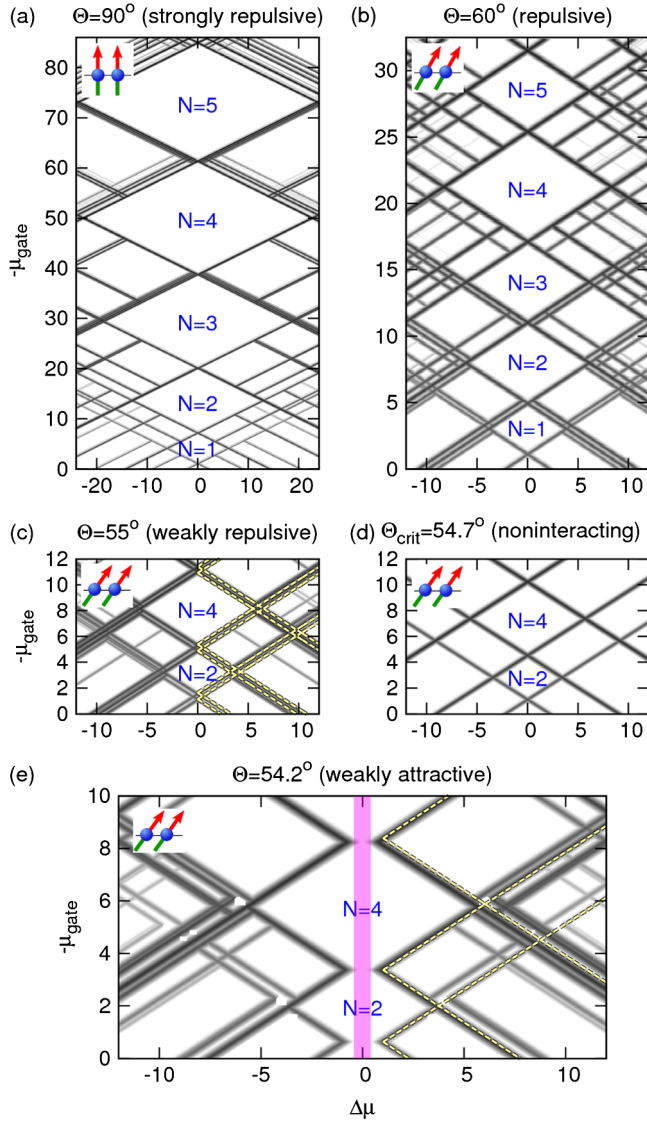 (a) Θ=90° (strongly repulsive)
(b) Θ=60° (repulsive)
80
70
60
50
40
30
20
10
0
-20 -10 0 10 20
-μgate
N=5
N=4
N=3
N=2
N=1
30
25
20
15
10
5
0
-10 -5 0 5 10
N=5
N=4
N=3
N=2
N=1
(c) Θ=55° (weakly repulsive)
(d) Θcrit=54.7° (noninteracting)
12
10
8
6
4
2
0
-10 -5 0 5 10
-μgate
N=4
N=2
12
10
8
6
4
2
0
-10 -5 0 5 10
N=4
N=2
(e) Θ=54.2° (weakly attractive)
10
8
6
4
2
0
-10 -5 0 5 10
-μgate
N=4
N=2
Δμ